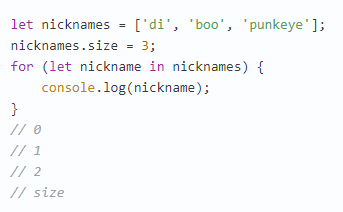 let nicknames = ['di', 'boo', 'punkeye'];
nicknames.size = 3;
for (let nickname in nicknames) {
    console.log(nickname);
}
// 0
// 1
// 2
// size